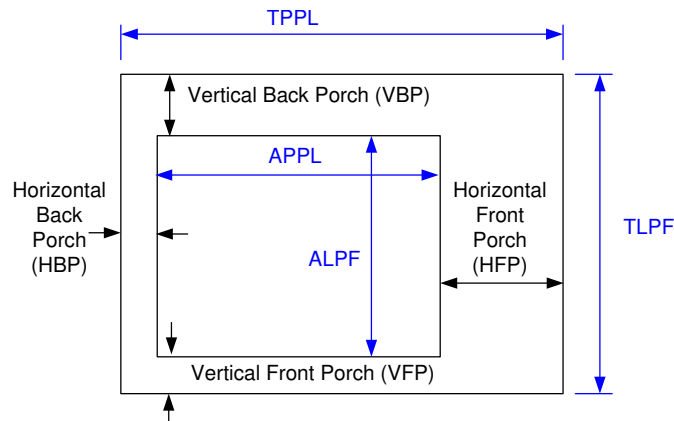 TPPL
Vertical Back Porch (VBP)
APPL
Horizontal
Back
Porch
(HBP)
Horizontal
Front
Porch
(HFP)
TLPF
ALPF
Vertical Front Porch (VFP)